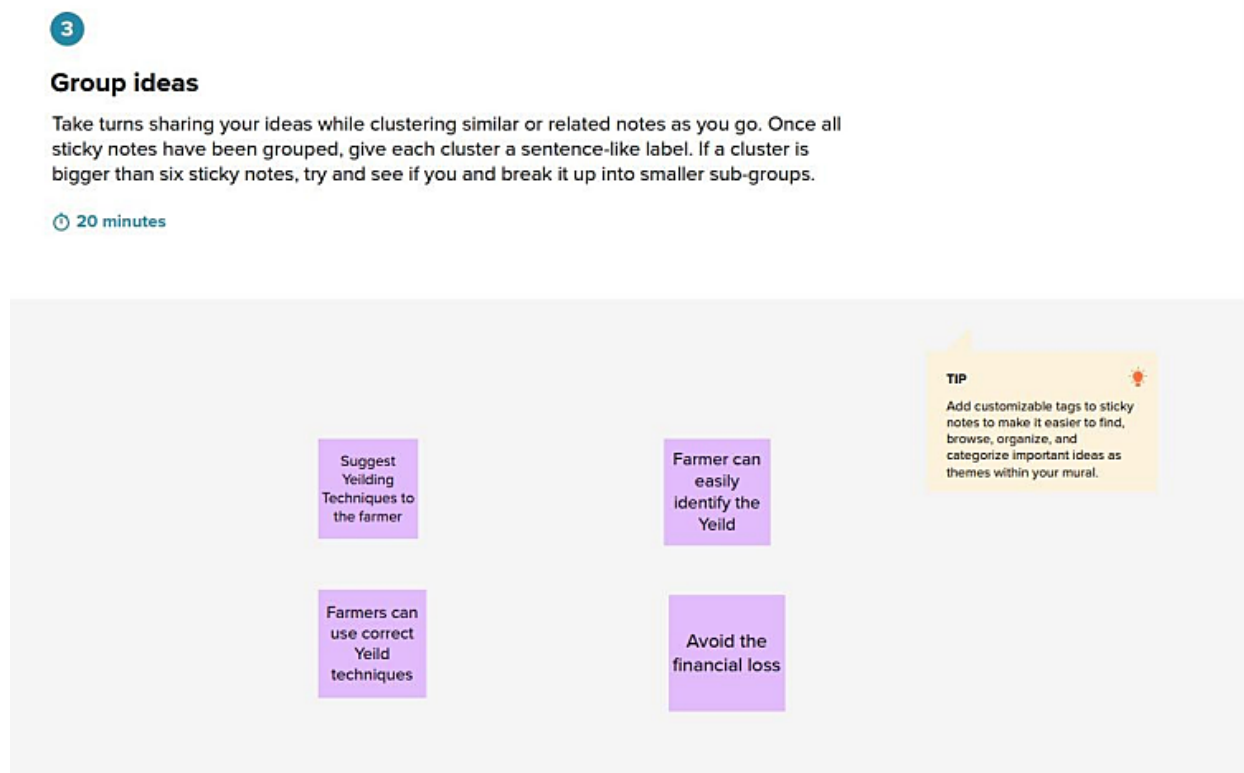 3
Group ideas
Take turns sharing your ideas while clustering similar or related notes as you go. Once all
sticky notes have been grouped, give each cluster a sentence-like label. If a cluster is
bigger than six sticky notes, try and see if you and break it up into smaller sub-groups.
20 minutes
TIP
Add customizable tags to sticky
notes to make it easier to find,
browse, organize, and
categorize important ideas as
themes within your mural.
Suggest
Yeilding
Techniques to
the farmer
Farmer can
easily
identify the
Yeild
Farmers can
use correct
Yeild
techniques
Avoid the
financial loss